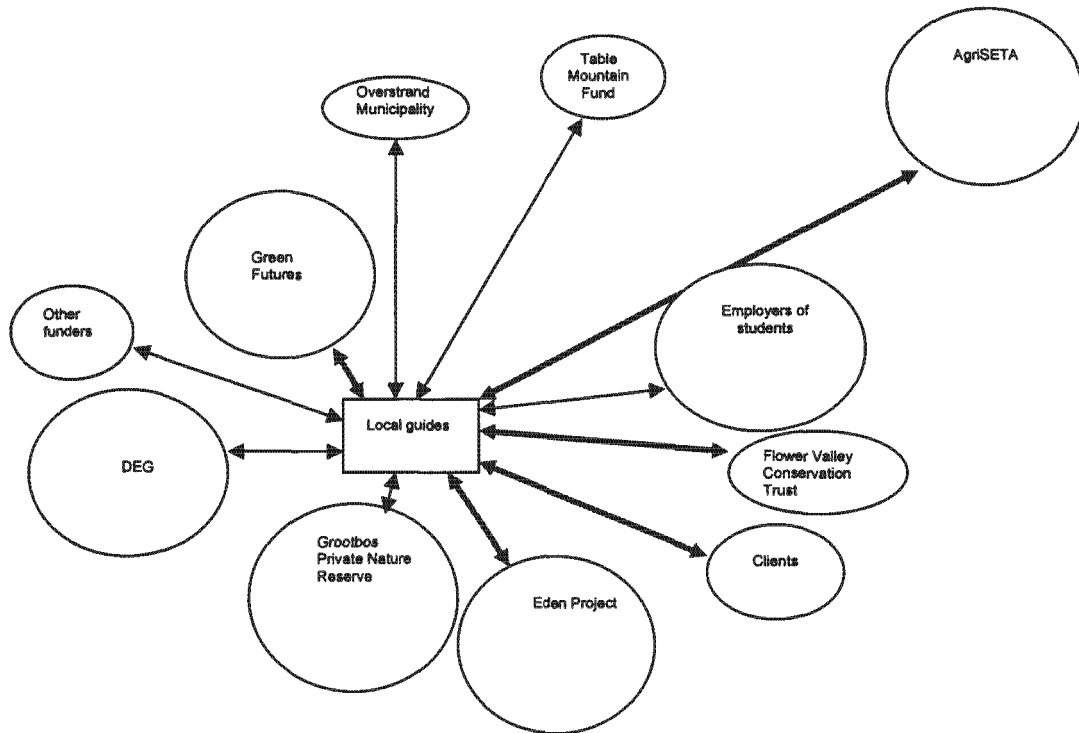 AgriSETA
Table
Mountain
Fund
Overstrand
Municipality
Green
Futures
Other
funders
Employers of
students
Local guides
DEG
Flower Valley
Conservation
Trust
Grootbos
Private Nature
Reserve
Clients
Eden Project